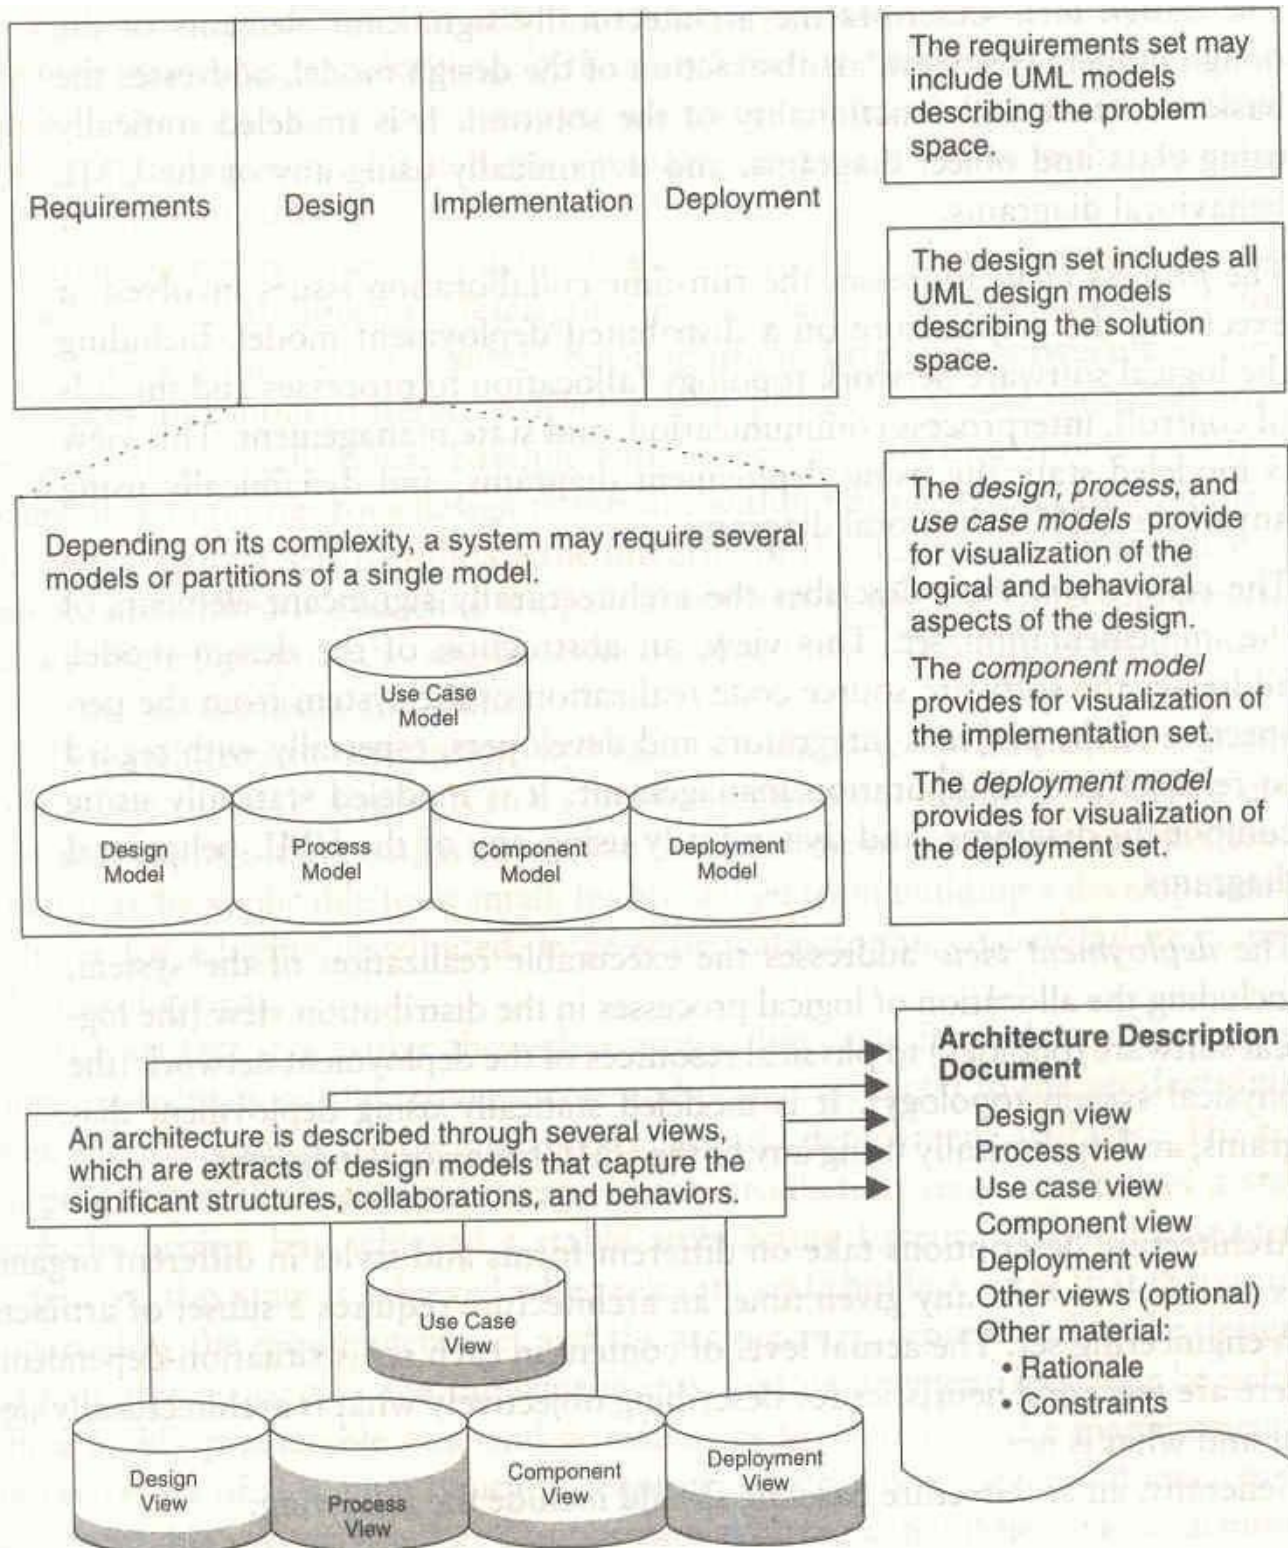 Requirements
Design
Implementation
Deployment
The requirements set may
include UML models
describing the problem
space.
The design set includes all
UML design models
describing the solution
space.
Depending on its complexity, a system may require several
models or partitions of a single model.
Use Case
Model
Design
Model
Process
Model
Component
Model
Deployment
Model
The design, process, and
use case models provide
for visualization of the
logical and behavioral
aspects of the design.
The component model
provides for visualization of
the implementation set.
The deployment model
provides for visualization of
the deployment set.
An architecture is described through several views,
which are extracts of design models that capture the
significant structures, collaborations, and behaviors.
Use Case
View
Design
View
Process
View
Component
View
Deployment
View
Architecture Description
Document
Design view
Process view
Use case view
Component view
Deployment view
Other views (optional)
Other material:
• Rationale
• Constraints